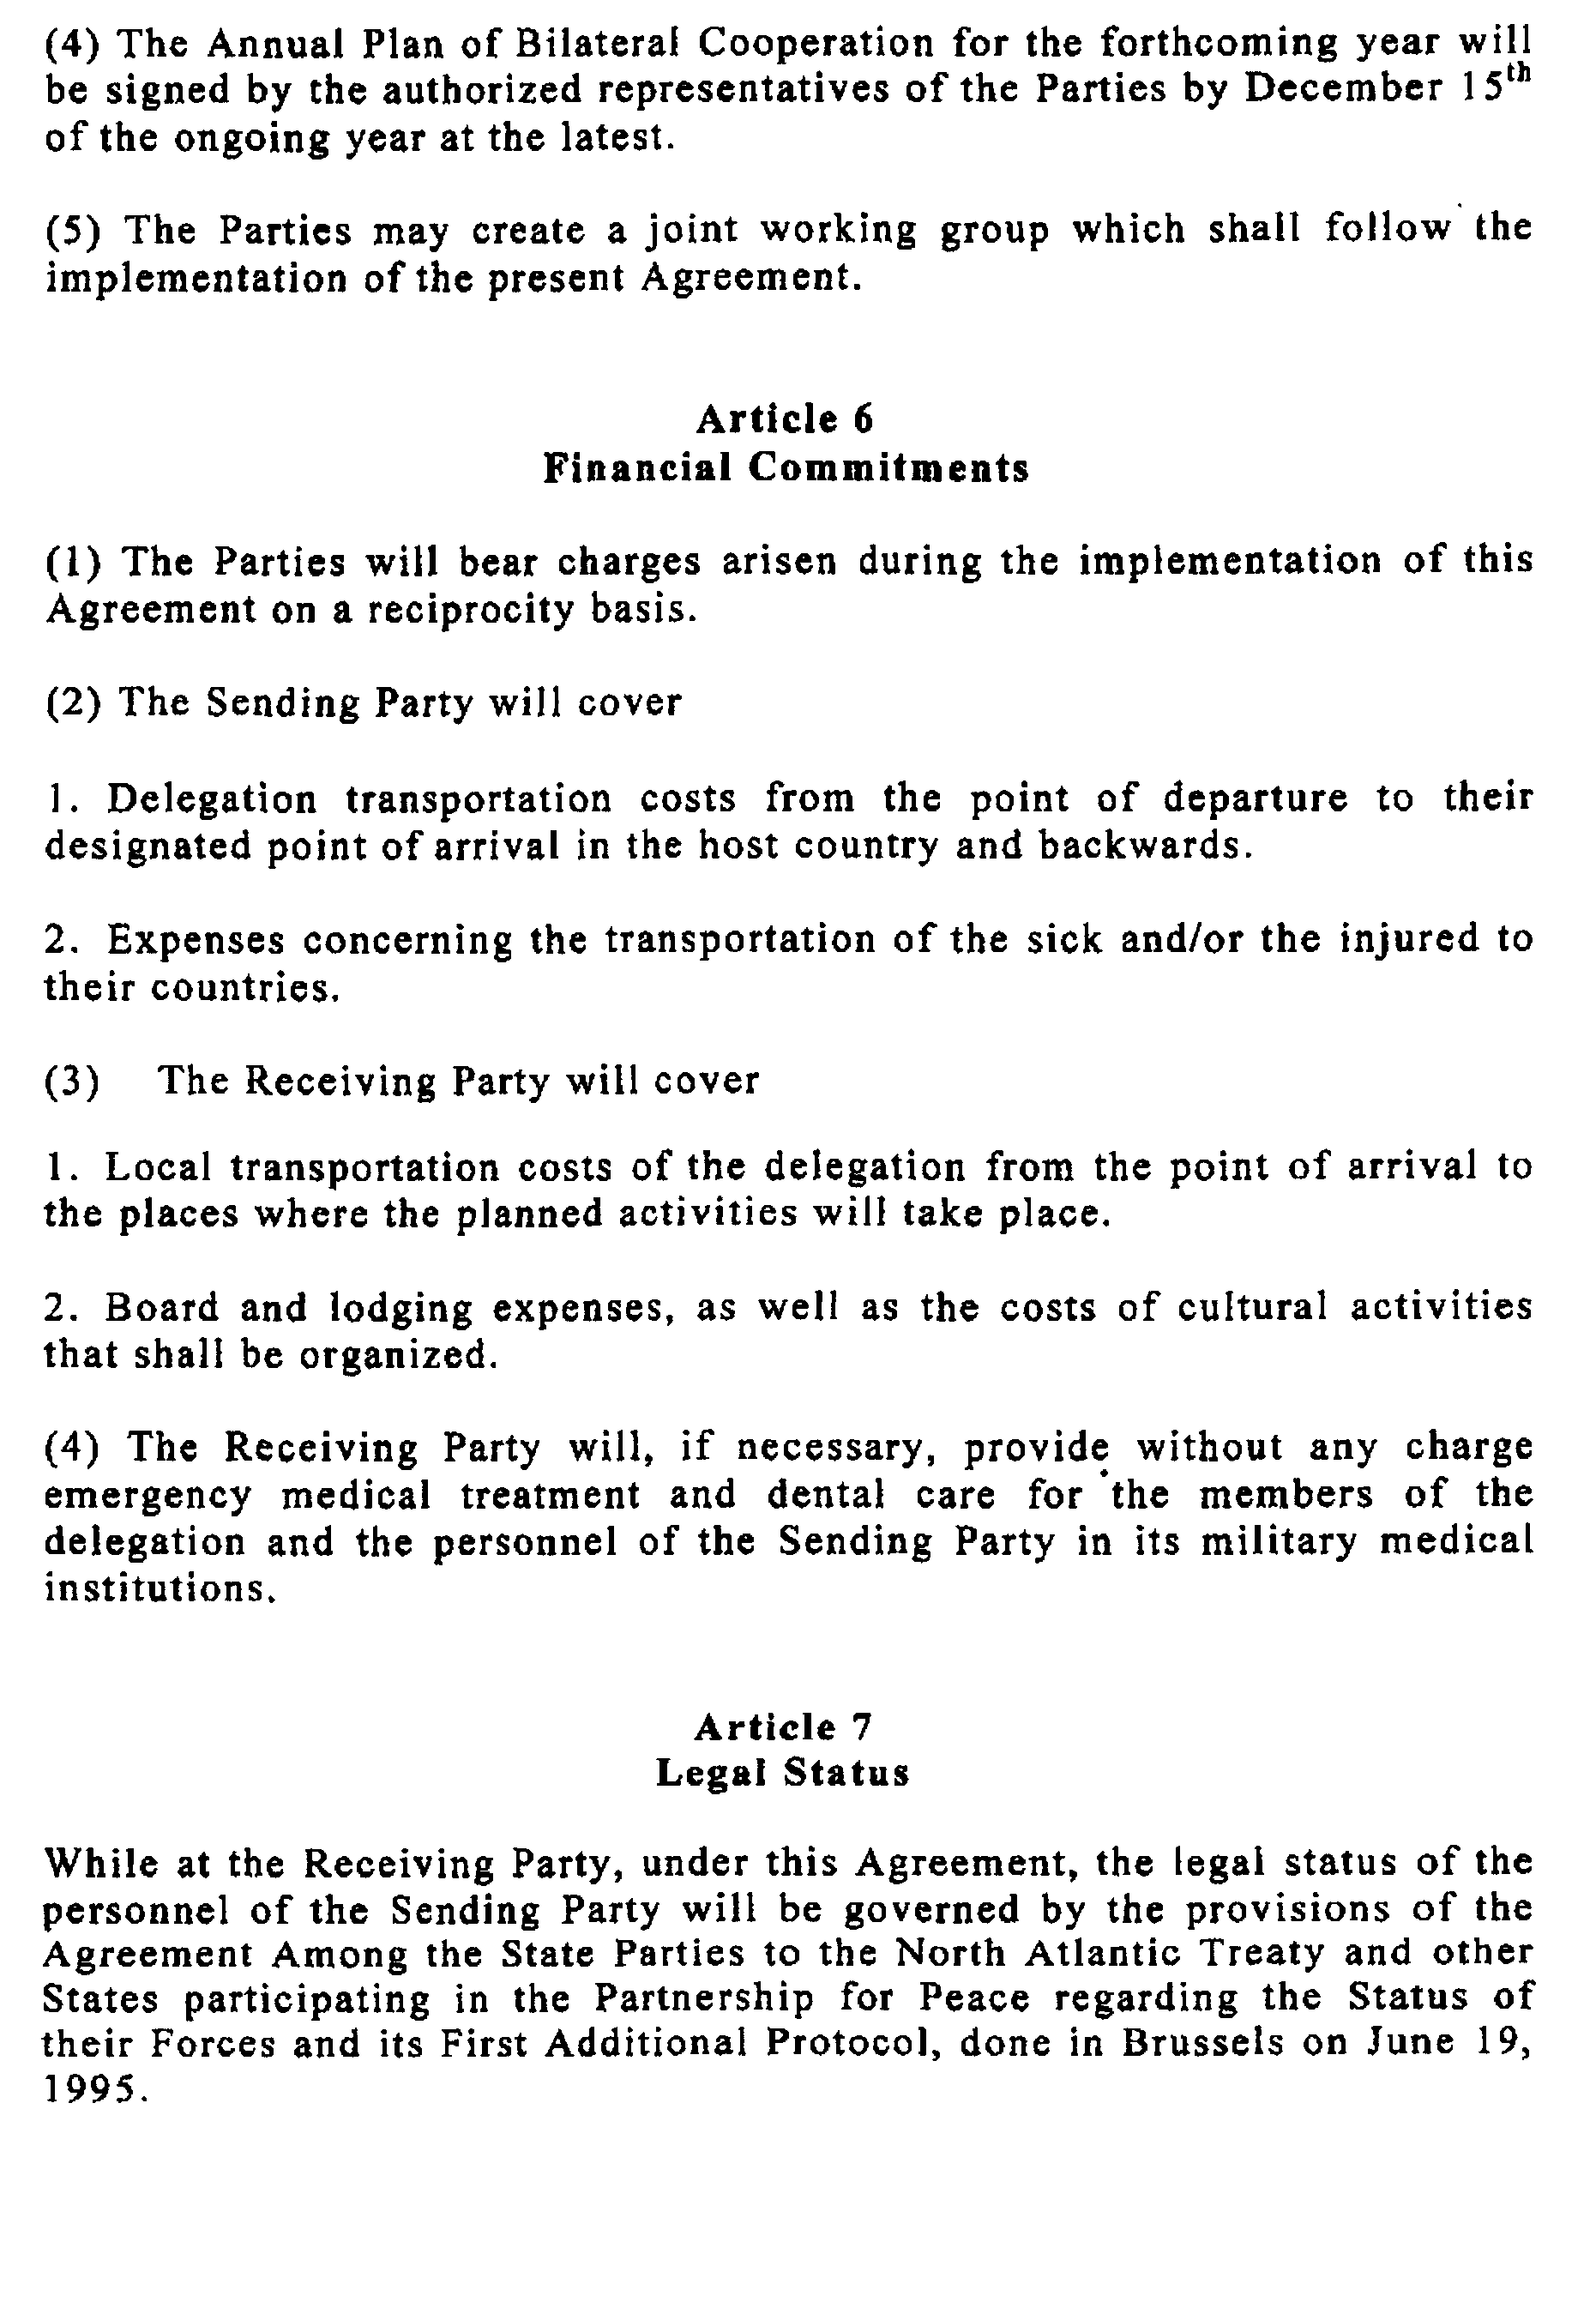 (4) The Annual Plan of Bilateral Cooperation for the forthcoming year will
be signed by the authorized representatives of the Parties by December 15th
of the ongoing year at the latest.
(5) The Parties may create a joint working group which shall follow the
implementation of the present Agreement.
Article 6
Financial Commitments
(1) The Parties will bear charges arisen during the implementation of this
Agreement on a reciprocity basis.
(2) The Sending Party will cover
1. Delegation transportation costs from the point of departure to their
designated point of arrival in the host country and backwards.
2. Expenses concerning the transportation of the sick and/or the injured to
their countries.
(3) The Receiving Party will cover
1. Local transportation costs of the delegation from the point of arrival to
the places where the planned activities will take place.
2. Board and lodging expenses, as well as the costs of cultural activities
that shall be organized.
(4) The Receiving Party will, if necessary, provide without any charge
emergency medical treatment and dental care for the members of the
delegation and the personnel of the Sending Party in its military medical
institutions.
Article 7
Legal Status
While at the Receiving Party, under this Agreement, the legal status of the
personnel of the Sending Party will be governed by the provisions of the
Agreement Among the State Parties to the North Atlantic Treaty and other
States participating in the Partnership for Peace regarding the Status of
their Forces and its First Additional Protocol, done in Brussels on June 19,
1995.